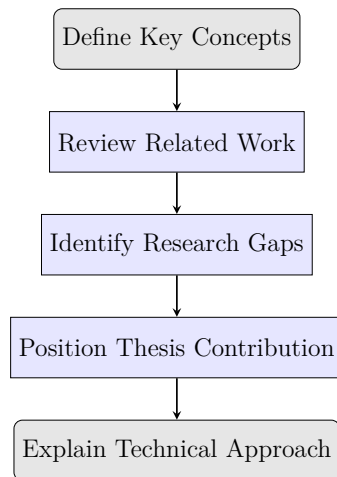 Define Key Concepts
Review Related Work
Identify Research Gaps
Position Thesis Contribution
Explain Technical Approach